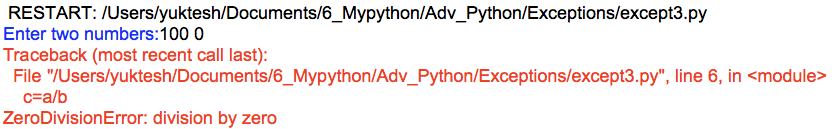 RESTART: /Users/yuktesh/Documents/6_Mypython/Adv_Python/Exceptions/except3.py
Enter two numbers:100 0
Traceback (most recent call last):
  File "/Users/yuktesh/Documents/6_Mypython/Adv_Python/Exceptions/except3.py", line 6, in <module>
    c=a/b
ZeroDivisionError: division by zero